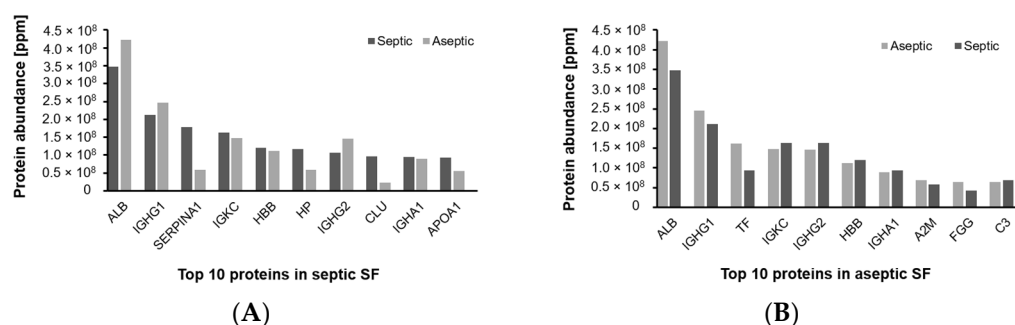 Protein abundance [ppm]
4.5 × 10⁸
4.0 × 10⁸
3.5 × 10⁸
3.0 × 10⁸
2.5 × 10⁸
2.0 × 10⁸
1.5 × 10⁸
1.0 × 10⁸
0.5 × 10⁸
0
Septic Aseptic
ALB
IGHG1
SERPINA1
IGKC
HBB
HP
IGHG2
CLU
IGHA1
APOA1
Top 10 proteins in septic SF
(A)
Protein abundance [ppm]
4.5 × 10⁸
4.0 × 10⁸
3.5 × 10⁸
3.0 × 10⁸
2.5 × 10⁸
2.0 × 10⁸
1.5 × 10⁸
1.0 × 10⁸
0.5 × 10⁸
0
Aseptic Septic
ALB
IGHG1
TF
IGKC
IGHG2
HBB
IGHA1
A2M
FGG
C3
Top 10 proteins in aseptic SF
(B)